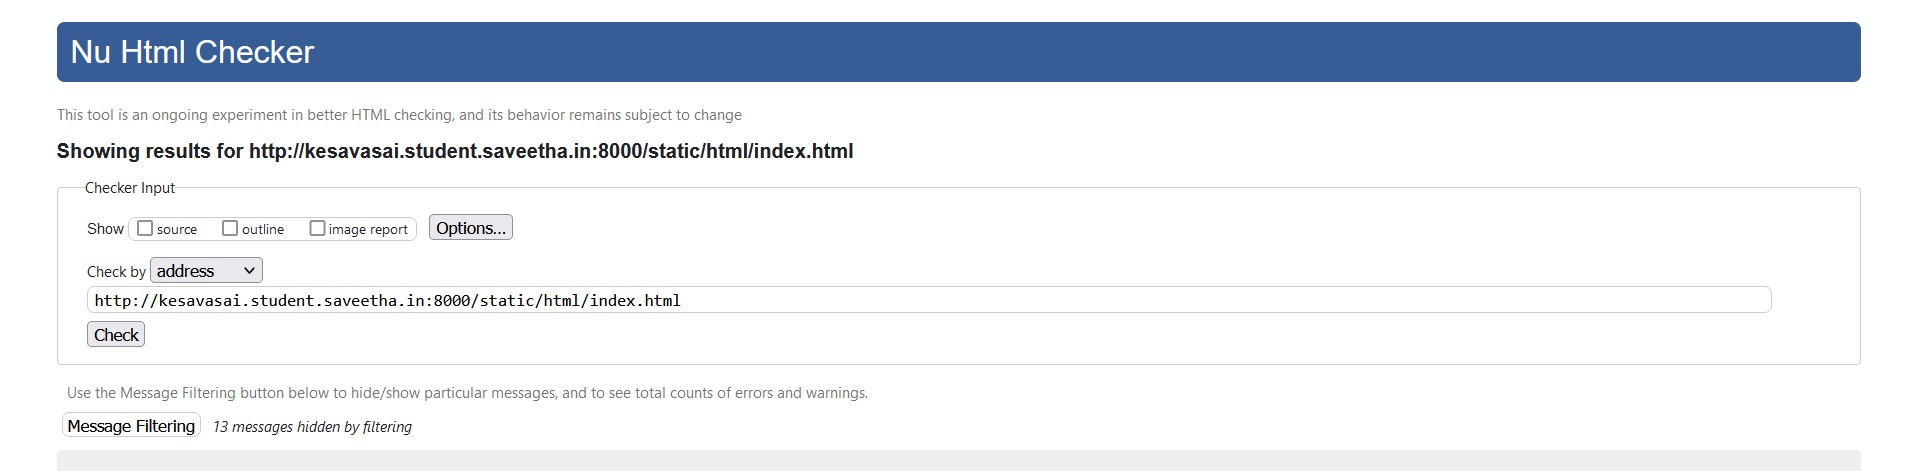 Nu Html Checker
This tool is an ongoing experiment in better HTML checking, and its behavior remains subject to change
Showing results for http://kesavasai.student.saveetha.in:8000/static/html/index.html
Checker Input
Show source outline image report Options...
Check by address
http://kesavasai.student.saveetha.in:8000/static/html/index.html
Check
Use the Message Filtering button below to hide/show particular messages, and to see total counts of errors and warnings.
Message Filtering 13 messages hidden by filtering